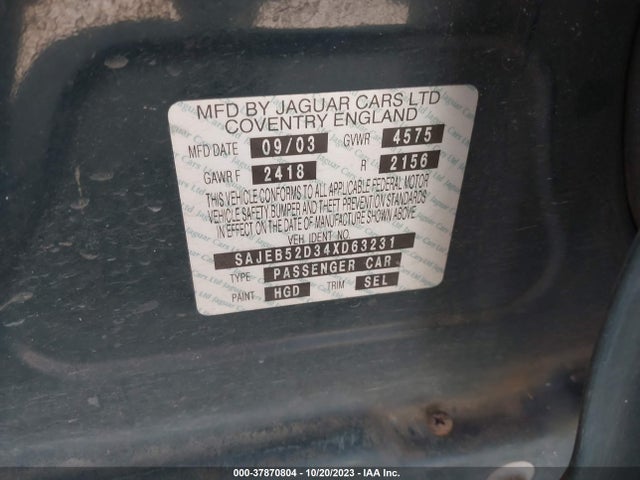 MFD BY JAGUAR CARS LTD
COVENTRY ENGLAND
MFD DATE 09/03 GVWR 4575
GAWR F 2418 R 2156
THIS VEHICLE CONFORMS TO ALL APPLICABLE FEDERAL MOTOR
VEHICLE SAFETY BUMPER AND THEFT PREVENTION STANDARDS
IN EFFECT ON THE DATE OF MANUFACTURE SHOWN ABOVE.
VEH IDENT NO.
SAJEB52D34XD63231
TYPE PASSENGER CAR
PAINT HGD TRIM SEL
000-37870804 - 10/20/2023 - IAA Inc.